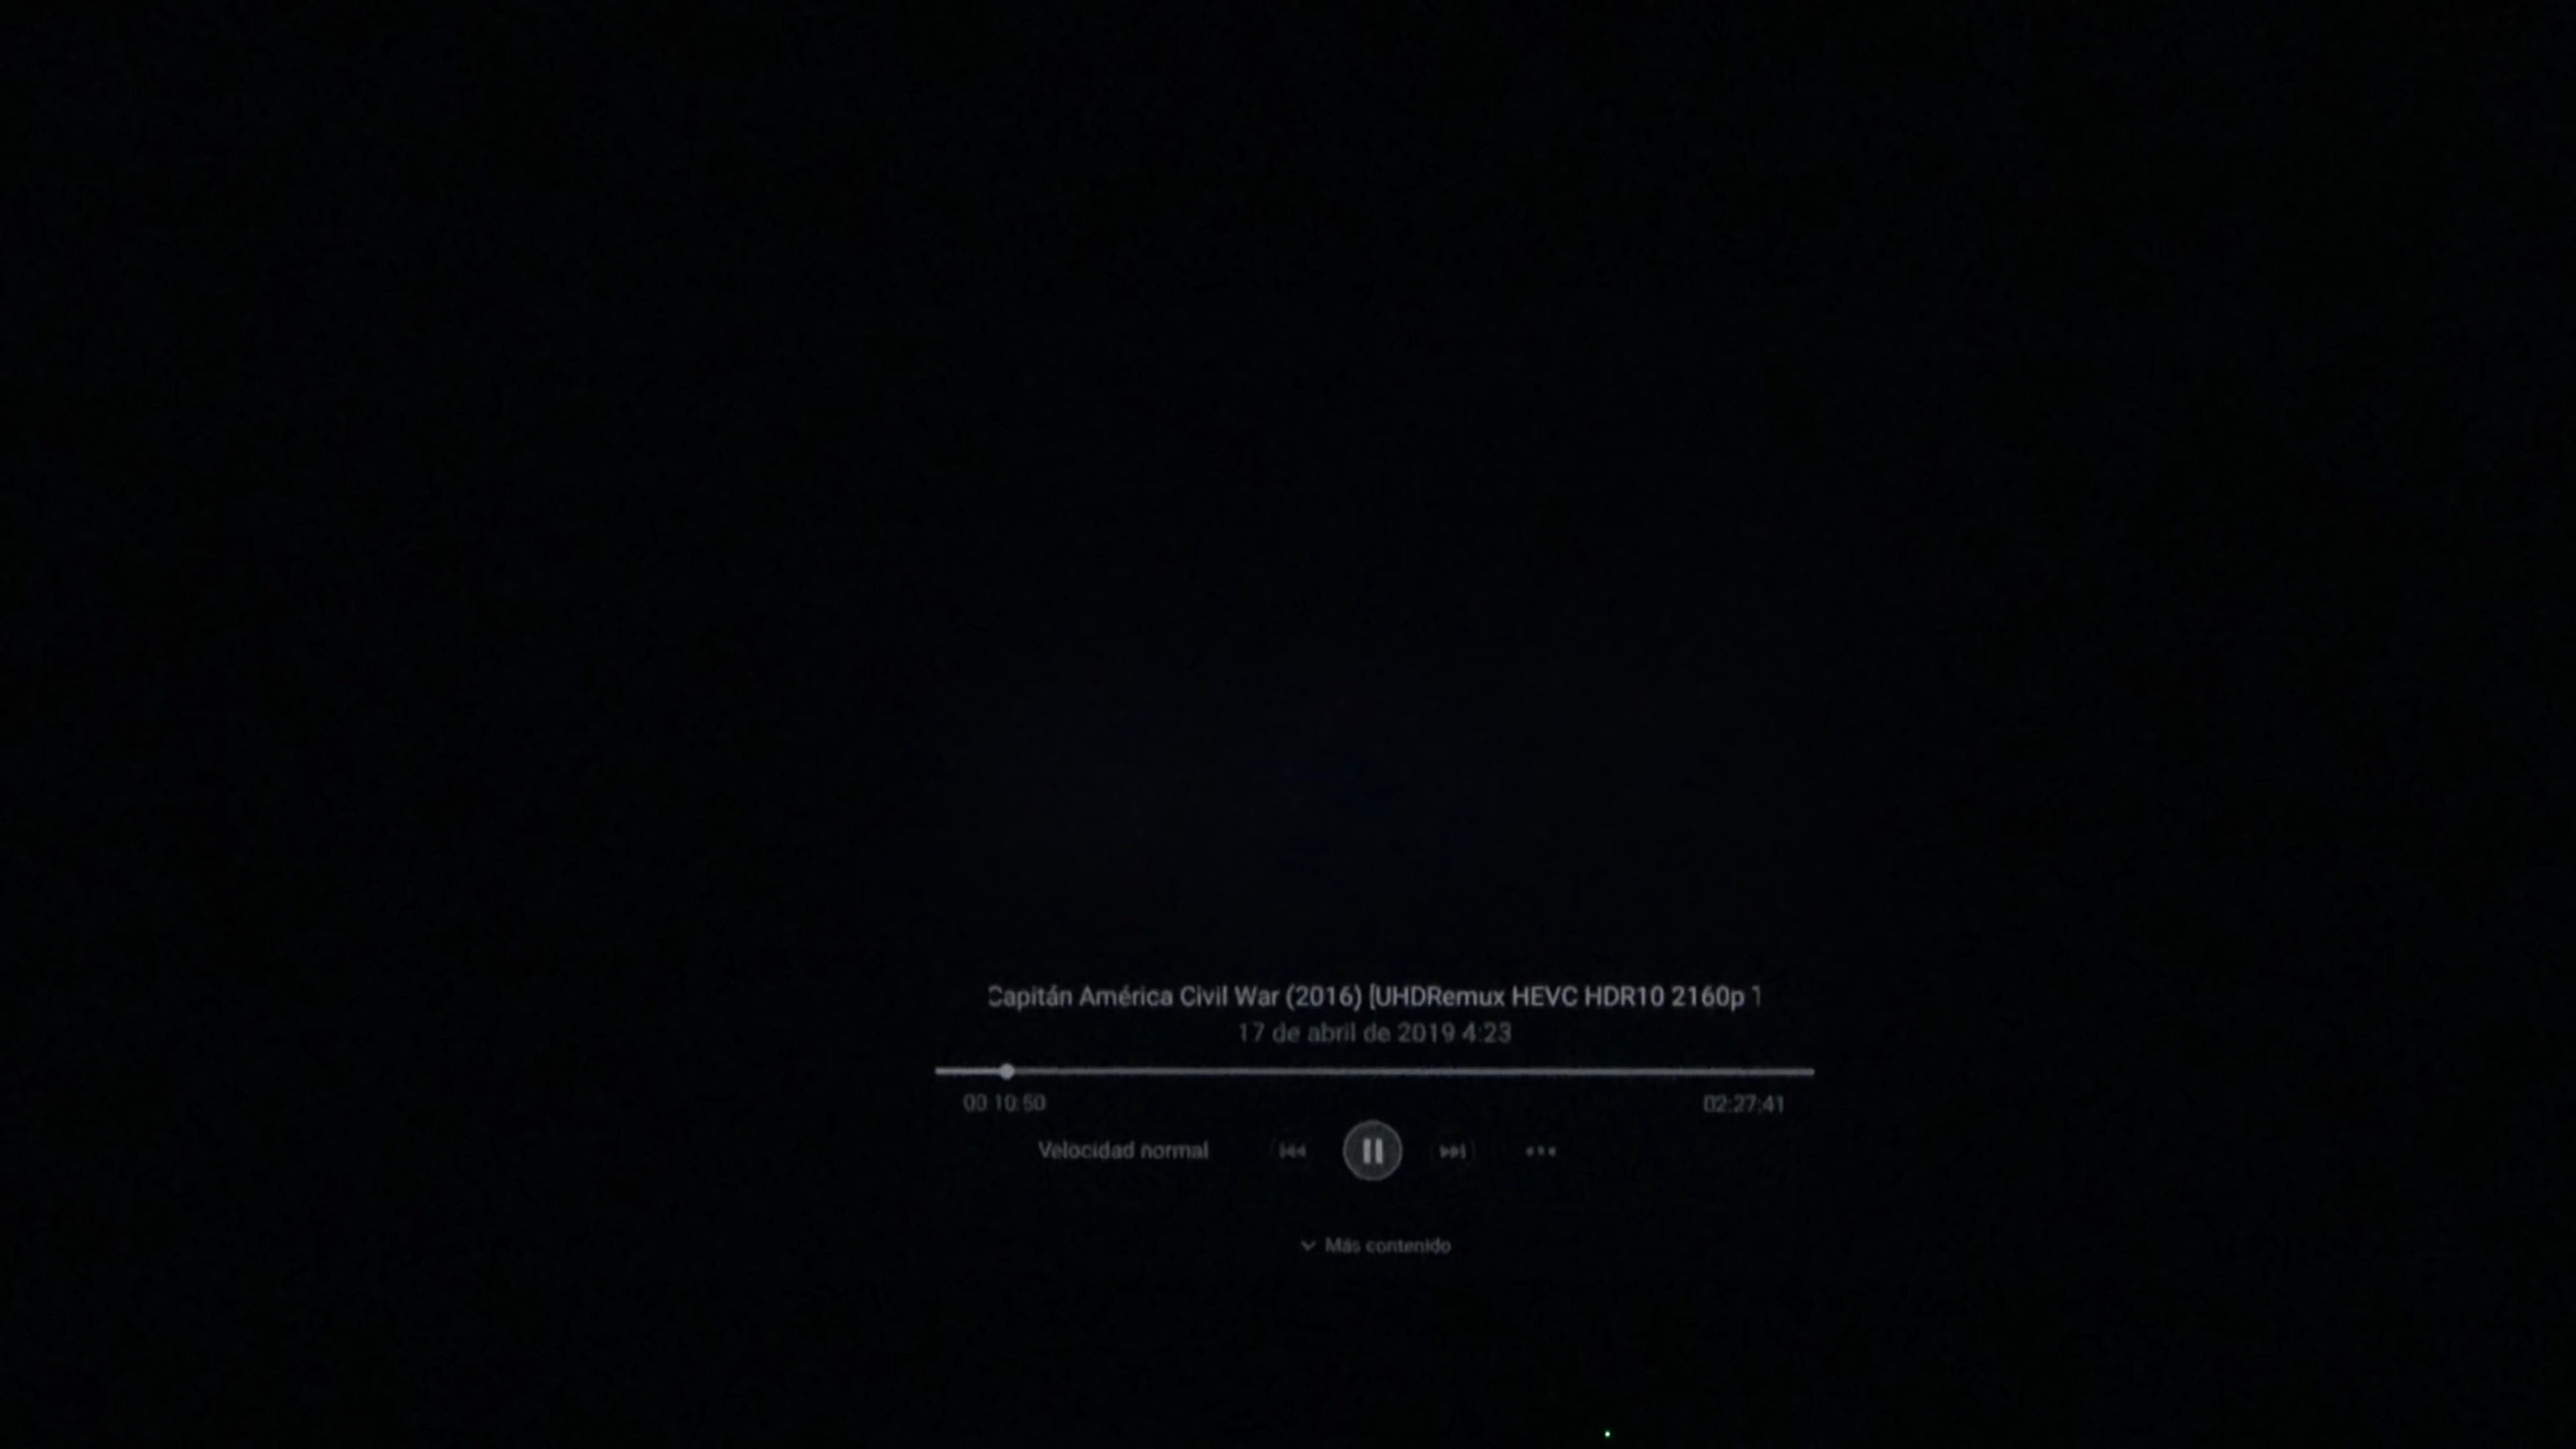 Capitán América Civil War (2016) [UHDRemux HEVC HDR10 2160p
17 de abril de 2019 4:23
00:10:50
02:27:41
Velocidad normal
Más contenido